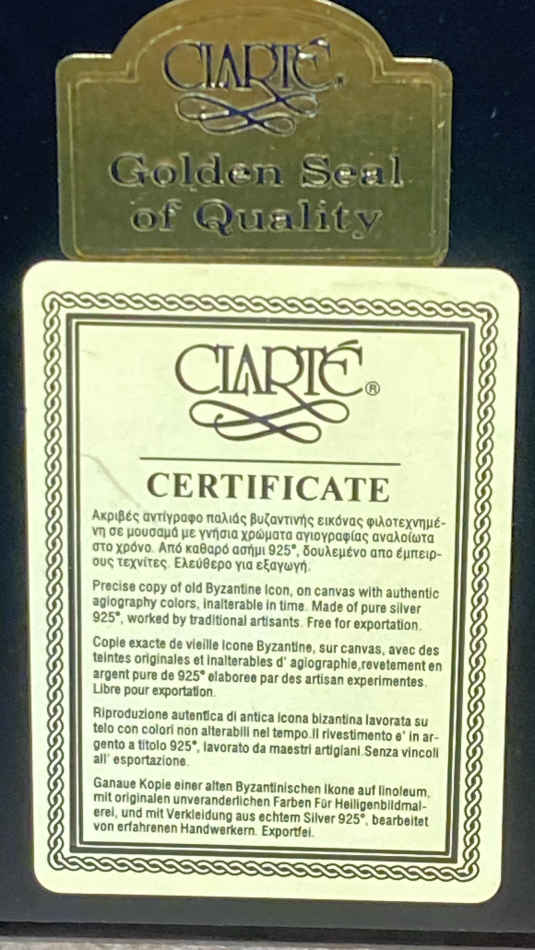 CLARTÉ
Golden Seal
of Quality
CLARTÉ®
CERTIFICATE
Ακριβές αντίγραφο παλιάς βυζαντινής εικόνας φιλοτεχνημέ-
νη σε μουσαμά με γνήσια χρώματα αγιογραφίας αναλοίωτα
στο χρόνο. Από καθαρό ασήμι 925°, δουλεμένο απο έμπειρ-
ους τεχνίτες. Ελεύθερο για εξαγωγή.
Precise copy of old Byzantine Icon, on canvas with authentic
agiography colors, inalterable in time. Made of pure silver
925°, worked by traditional artisants. Free for exportation.
Copie exacte de vieille Icone Byzantine, sur canvas, avec des
teintes originales et inalterables d' agiographie,revetement en
argent pure de 925° elaboree par des artisan experimentes.
Libre pour exportation.
Riproduzione autentica di antica Icona bizantina lavorata su
telo con colori non alterabili nel tempo.Il rivestimento e' in ar-
gento a titolo 925°, lavorato da maestri artigiani.Senza vincoli
all' esportazione.
Ganaue Kopie einer alten Byzantinischen Ikone auf linoleum,
mit originalen unveranderlichen Farben Für Heiligenbildmal-
erei, und mit Verkleidung aus echtem Silver 925°, bearbeitet
von erfahrenen Handwerkern. Exportfei.